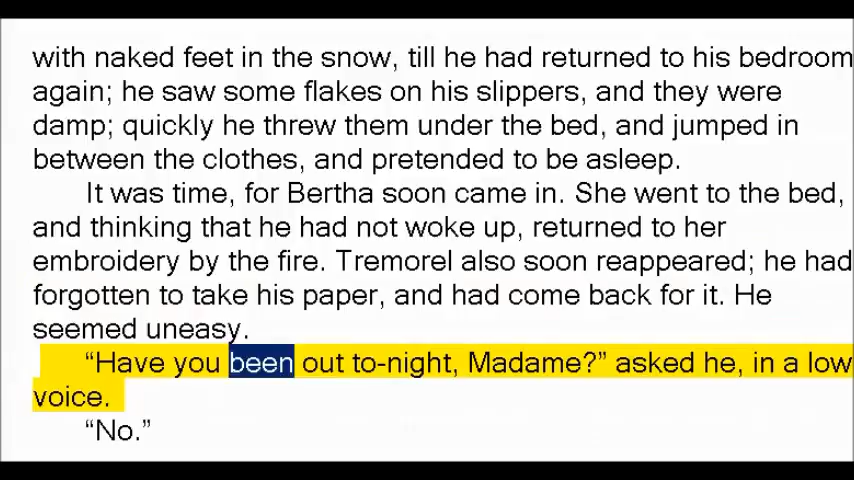 with naked feet in the snow, till he had returned to his bedroom
again; he saw some flakes on his slippers, and they were
damp; quickly he threw them under the bed, and jumped in
between the clothes, and pretended to be asleep.
It was time, for Bertha soon came in. She went to the bed,
and thinking that he had not woke up, returned to her
embroidery by the fire. Tremorel also soon reappeared; he had
forgotten to take his paper, and had come back for it. He
seemed uneasy.
“Have you been out to-night, Madame?” asked he, in a low
voice.
“No.”